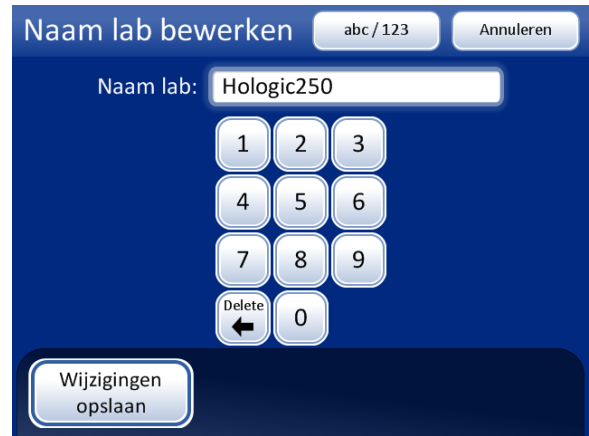 Naam lab bewerken abc / 123 Annuleren
Naam lab: Hologic250
1 2 3
4 5 6
7 8 9
Delete
0
Wijzigingen
opslaan